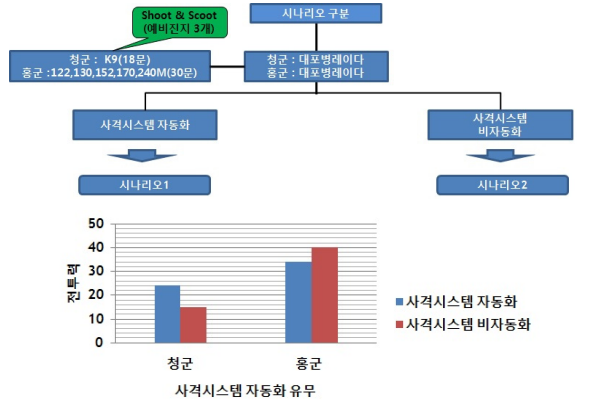 Shoot & Scoot
(예비진지 3개)
시나리오 구분
청군 : K9(18문)
홍군 :122,130,152,170,240M(30문)
청군 : 대포병레이다
홍군 : 대포병레이다
사격시스템 자동화
사격시스템
비자동화
시나리오1
시나리오2
50
40
30
20
10
0
전투력
청군
홍군
사격시스템 자동화 유무
사격시스템 자동화
사격시스템 비자동화